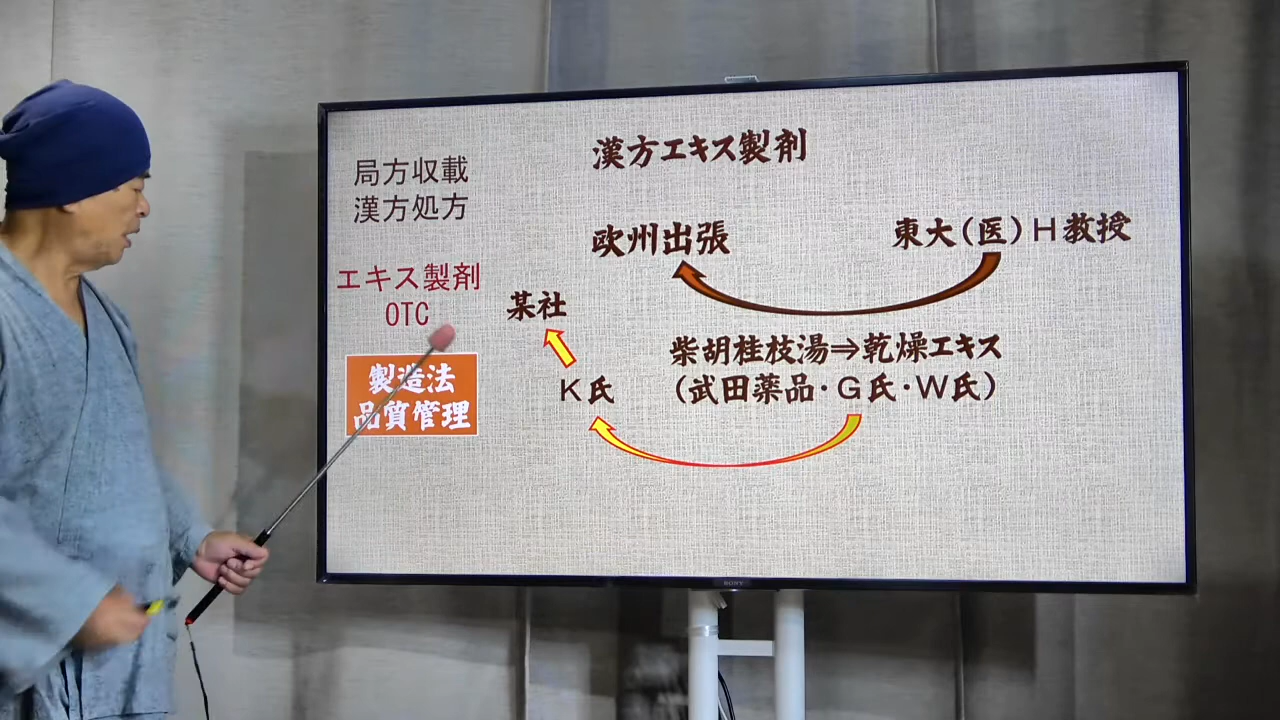 漢方エキス製剤
局方収載
漢方処方
欧州出張
東大(医)H教授
エキス製剤
OTC
某社
柴胡桂枝湯⇒乾燥エキス
K氏
(武田薬品・G氏・W氏)
製造法
品質管理
SONY